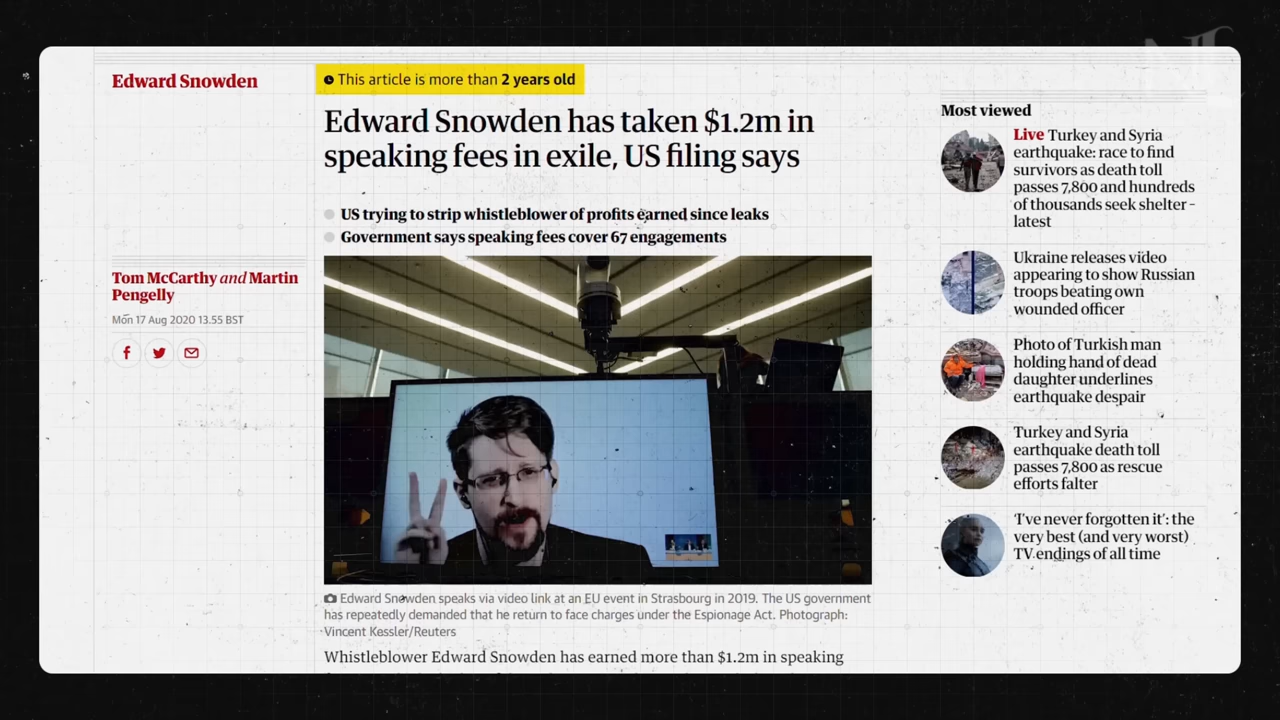 Edward Snowden
This article is more than 2 years old
Edward Snowden has taken $1.2m in
speaking fees in exile, US filing says
US trying to strip whistleblower of profits earned since leaks
Government says speaking fees cover 67 engagements
Tom McCarthy and Martin
Pengelly
Mon 17 Aug 2020 13.55 BST
Edward Snowden speaks via video link at an EU event in Strasbourg in 2019. The US government
has repeatedly demanded that he return to face charges under the Espionage Act. Photograph:
Vincent Kessler/Reuters
Whistleblower Edward Snowden has earned more than $1.2m in speaking
Most viewed
Live Turkey and Syria
earthquake: race to find
survivors as death toll
passes 7,800 and hundreds
of thousands seek shelter –
latest
Ukraine releases video
appearing to show Russian
troops beating own
wounded officer
Photo of Turkish man
holding hand of dead
daughter underlines
earthquake despair
Turkey and Syria
earthquake death toll
passes 7,800 as rescue
efforts falter
‘I’ve never forgotten it’: the
very best (and very worst)
TV endings of all time